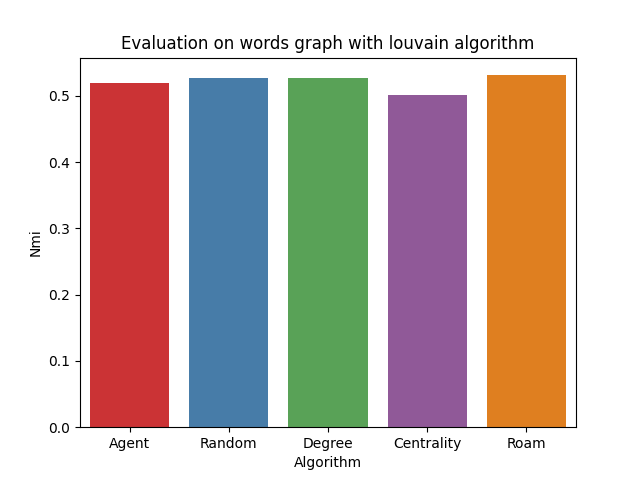 Evaluation on words graph with louvain algorithm
0.5
0.4
0.3
0.2
0.1
0.0
Nmi
Agent Random Degree Centrality Roam
Algorithm